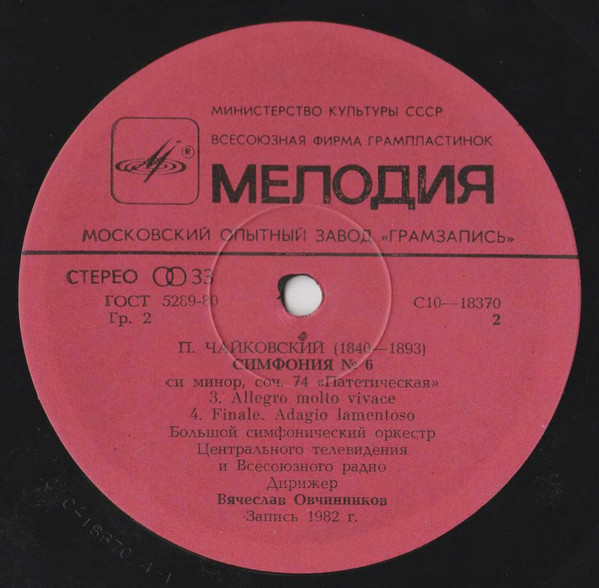 МИНИСТЕРСТВО КУЛЬТУРЫ СССР
ВСЕСОЮЗНАЯ ФИРМА ГРАМПЛАСТИНОК
®
МЕЛОДИЯ
МОСКОВСКИЙ ОПЫТНЫЙ ЗАВОД „ГРАМЗАПИСЬ"
СТЕРЕО 33
ГОСТ 5289-80
Гр. 2
С10—18370
2
П. ЧАЙКОВСКИЙ (1840—1893)
СИМФОНИЯ № 6
си минор, соч. 74 «Патетическая»
3. Allegro molto vivace
4. Finale. Adagio lamentoso
Большой симфонический оркестр
Центрального телевидения
и Всесоюзного радио
Дирижер
Вячеслав Овчинников
Запись 1982 г.